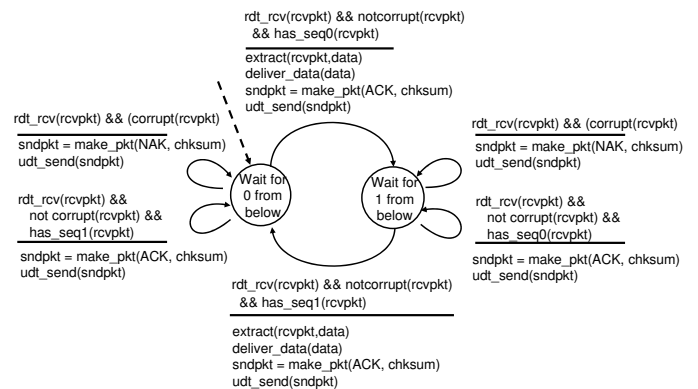 rdt_rcv(rcvpkt) && notcorrupt(rcvpkt)
&& has_seq0(rcvpkt)
extract(rcvpkt,data)
deliver_data(data)
sndpkt = make_pkt(ACK, chksum)
udt_send(sndpkt)
rdt_rcv(rcvpkt) && (corrupt(rcvpkt)
sndpkt = make_pkt(NAK, chksum)
udt_send(sndpkt)
rdt_rcv(rcvpkt) &&
not corrupt(rcvpkt) &&
has_seq1(rcvpkt)
sndpkt = make_pkt(ACK, chksum)
udt_send(sndpkt)
Wait for
0 from
below
Wait for
1 from
below
rdt_rcv(rcvpkt) && (corrupt(rcvpkt)
sndpkt = make_pkt(NAK, chksum)
udt_send(sndpkt)
rdt_rcv(rcvpkt) &&
not corrupt(rcvpkt) &&
has_seq0(rcvpkt)
sndpkt = make_pkt(ACK, chksum)
udt_send(sndpkt)
rdt_rcv(rcvpkt) && notcorrupt(rcvpkt)
&& has_seq1(rcvpkt)
extract(rcvpkt,data)
deliver_data(data)
sndpkt = make_pkt(ACK, chksum)
udt_send(sndpkt)